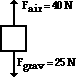 Fair = 40 N
Fgrav = 25 N